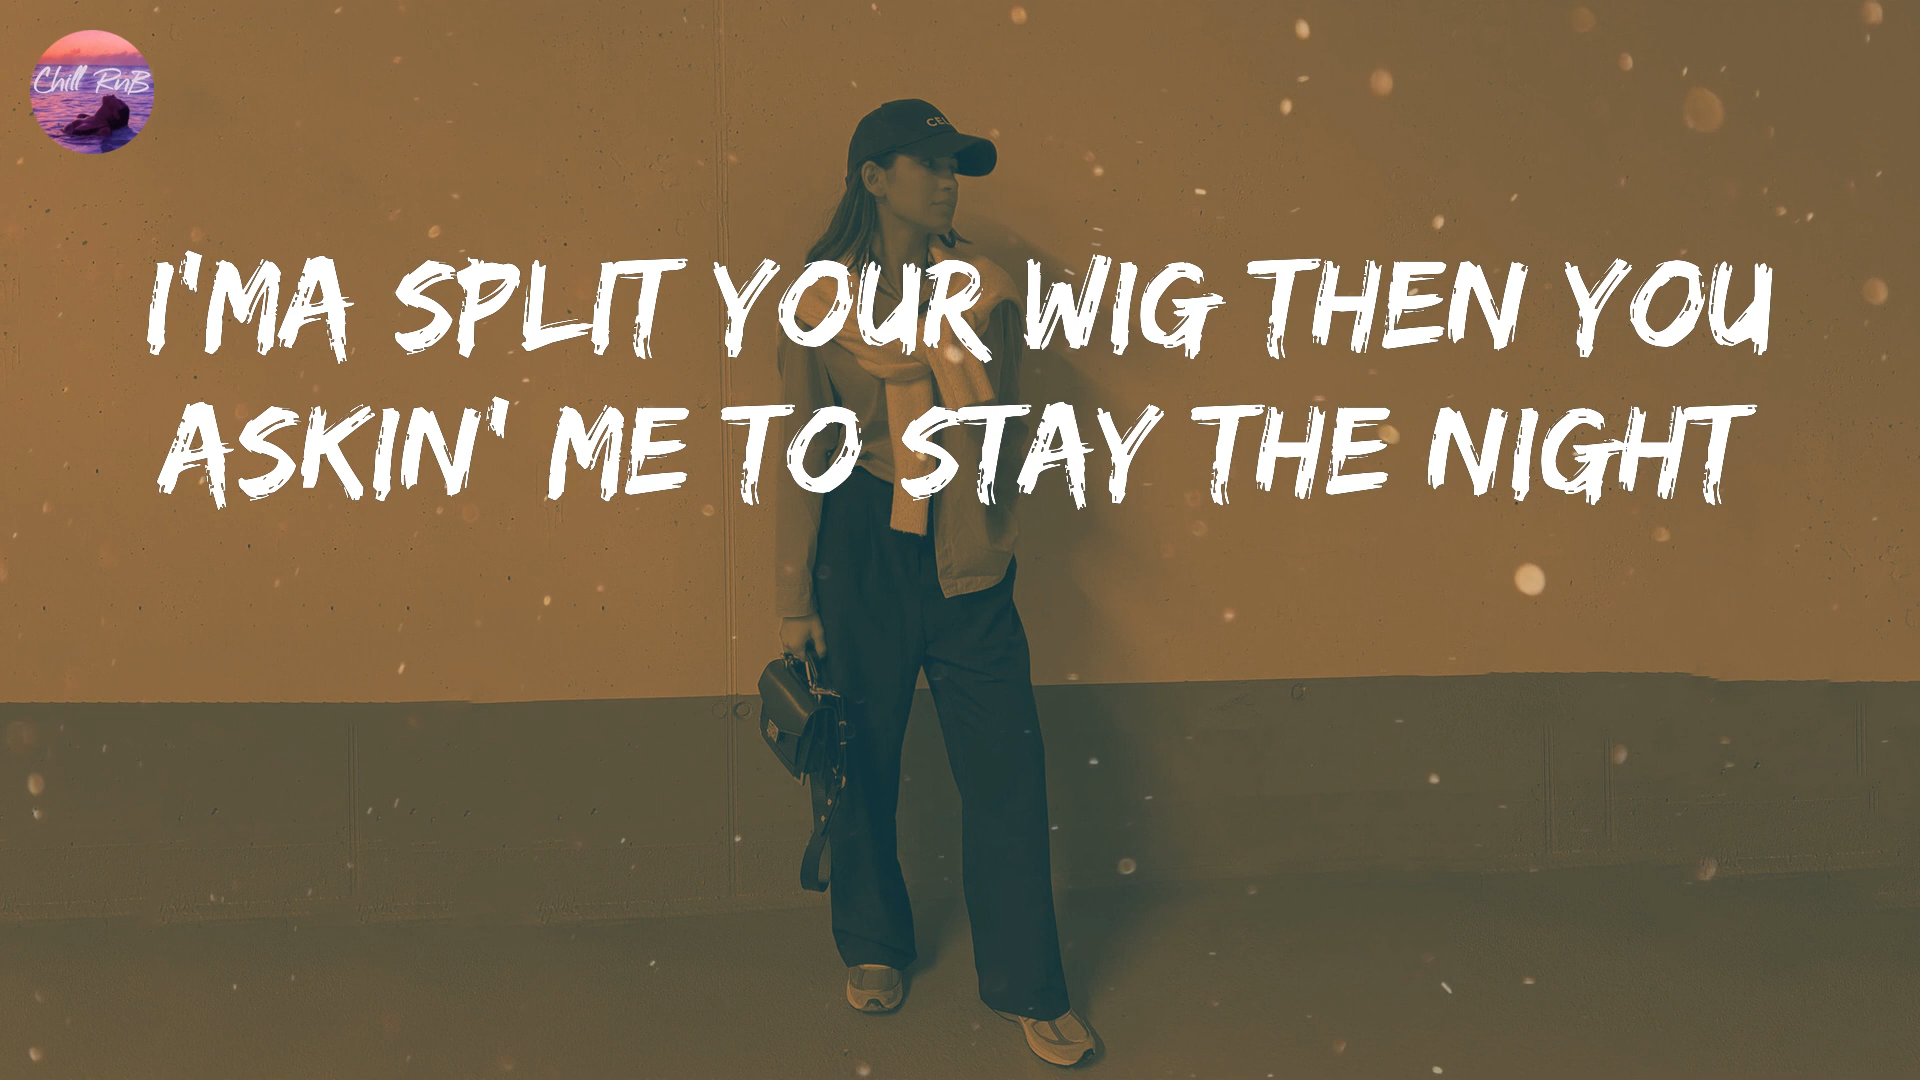 Chill RnB
I'MA SPLIT YOUR WIG THEN YOU
ASKIN' ME TO STAY THE NIGHT